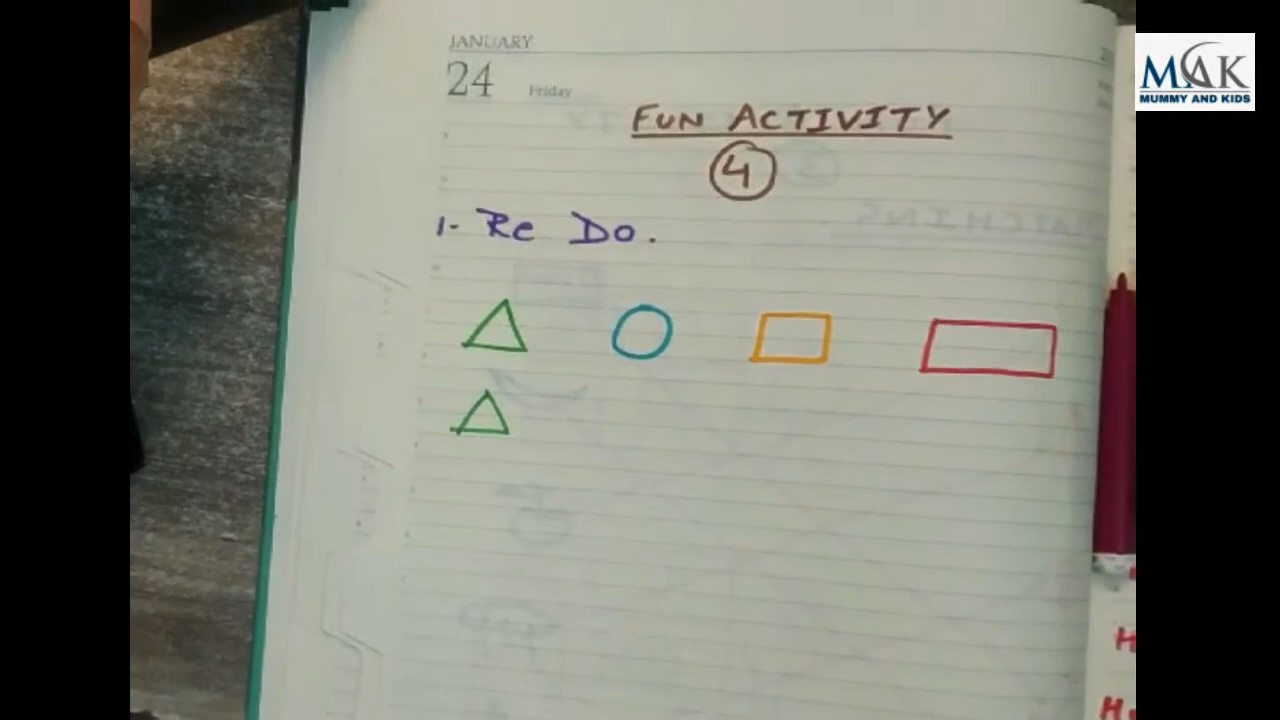 JANUARY
24 Friday
FUN ACTIVITY
4
1- Re Do.
MAK
MUMMY AND KIDS
H
H